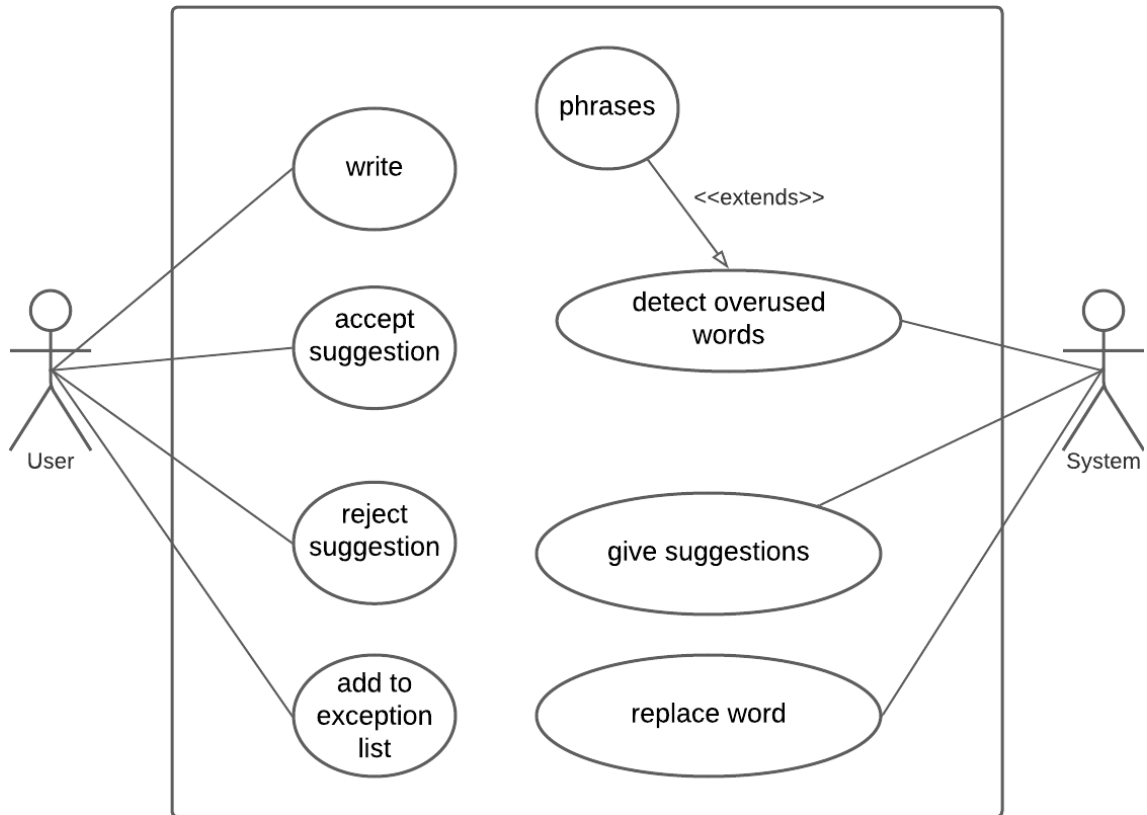 phrases
write
<<extends>>
accept
suggestion
detect overused
words
User
System
reject
suggestion
give suggestions
add to
exception
list
replace word